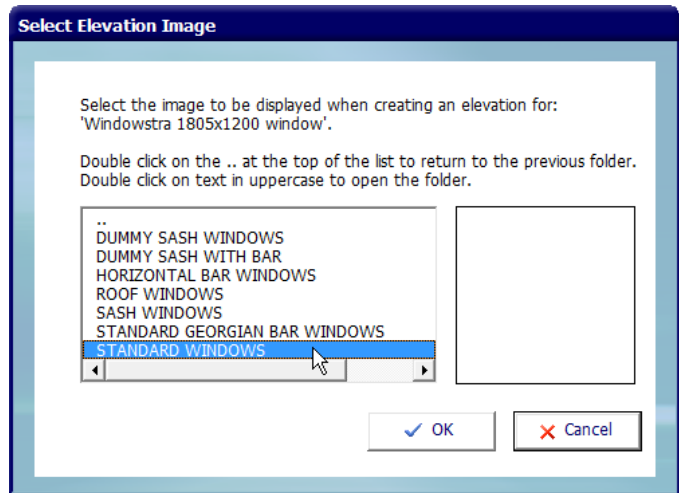 Select Elevation Image
Select the image to be displayed when creating an elevation for:
'Windowstra 1805x1200 window'.
Double click on the .. at the top of the list to return to the previous folder.
Double click on text in uppercase to open the folder.
..
DUMMY SASH WINDOWS
DUMMY SASH WITH BAR
HORIZONTAL BAR WINDOWS
ROOF WINDOWS
SASH WINDOWS
STANDARD GEORGIAN BAR WINDOWS
STANDARD WINDOWS
OK
Cancel